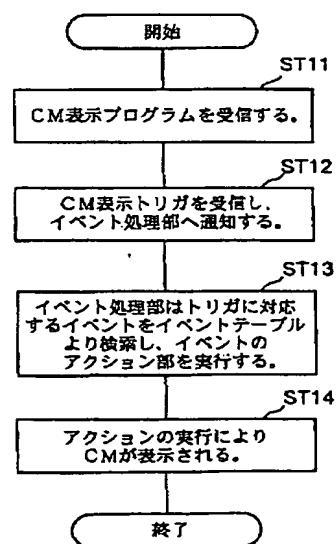 開始
ST11
CM表示プログラムを受信する。
ST12
CM表示トリガを受信し、
イベント処理部へ通知する。
ST13
イベント処理部はトリガに対応
するイベントをイベントテーブル
より検索し、イベントの
アクション部を実行する。
ST14
アクションの実行により
CMが表示される。
終了